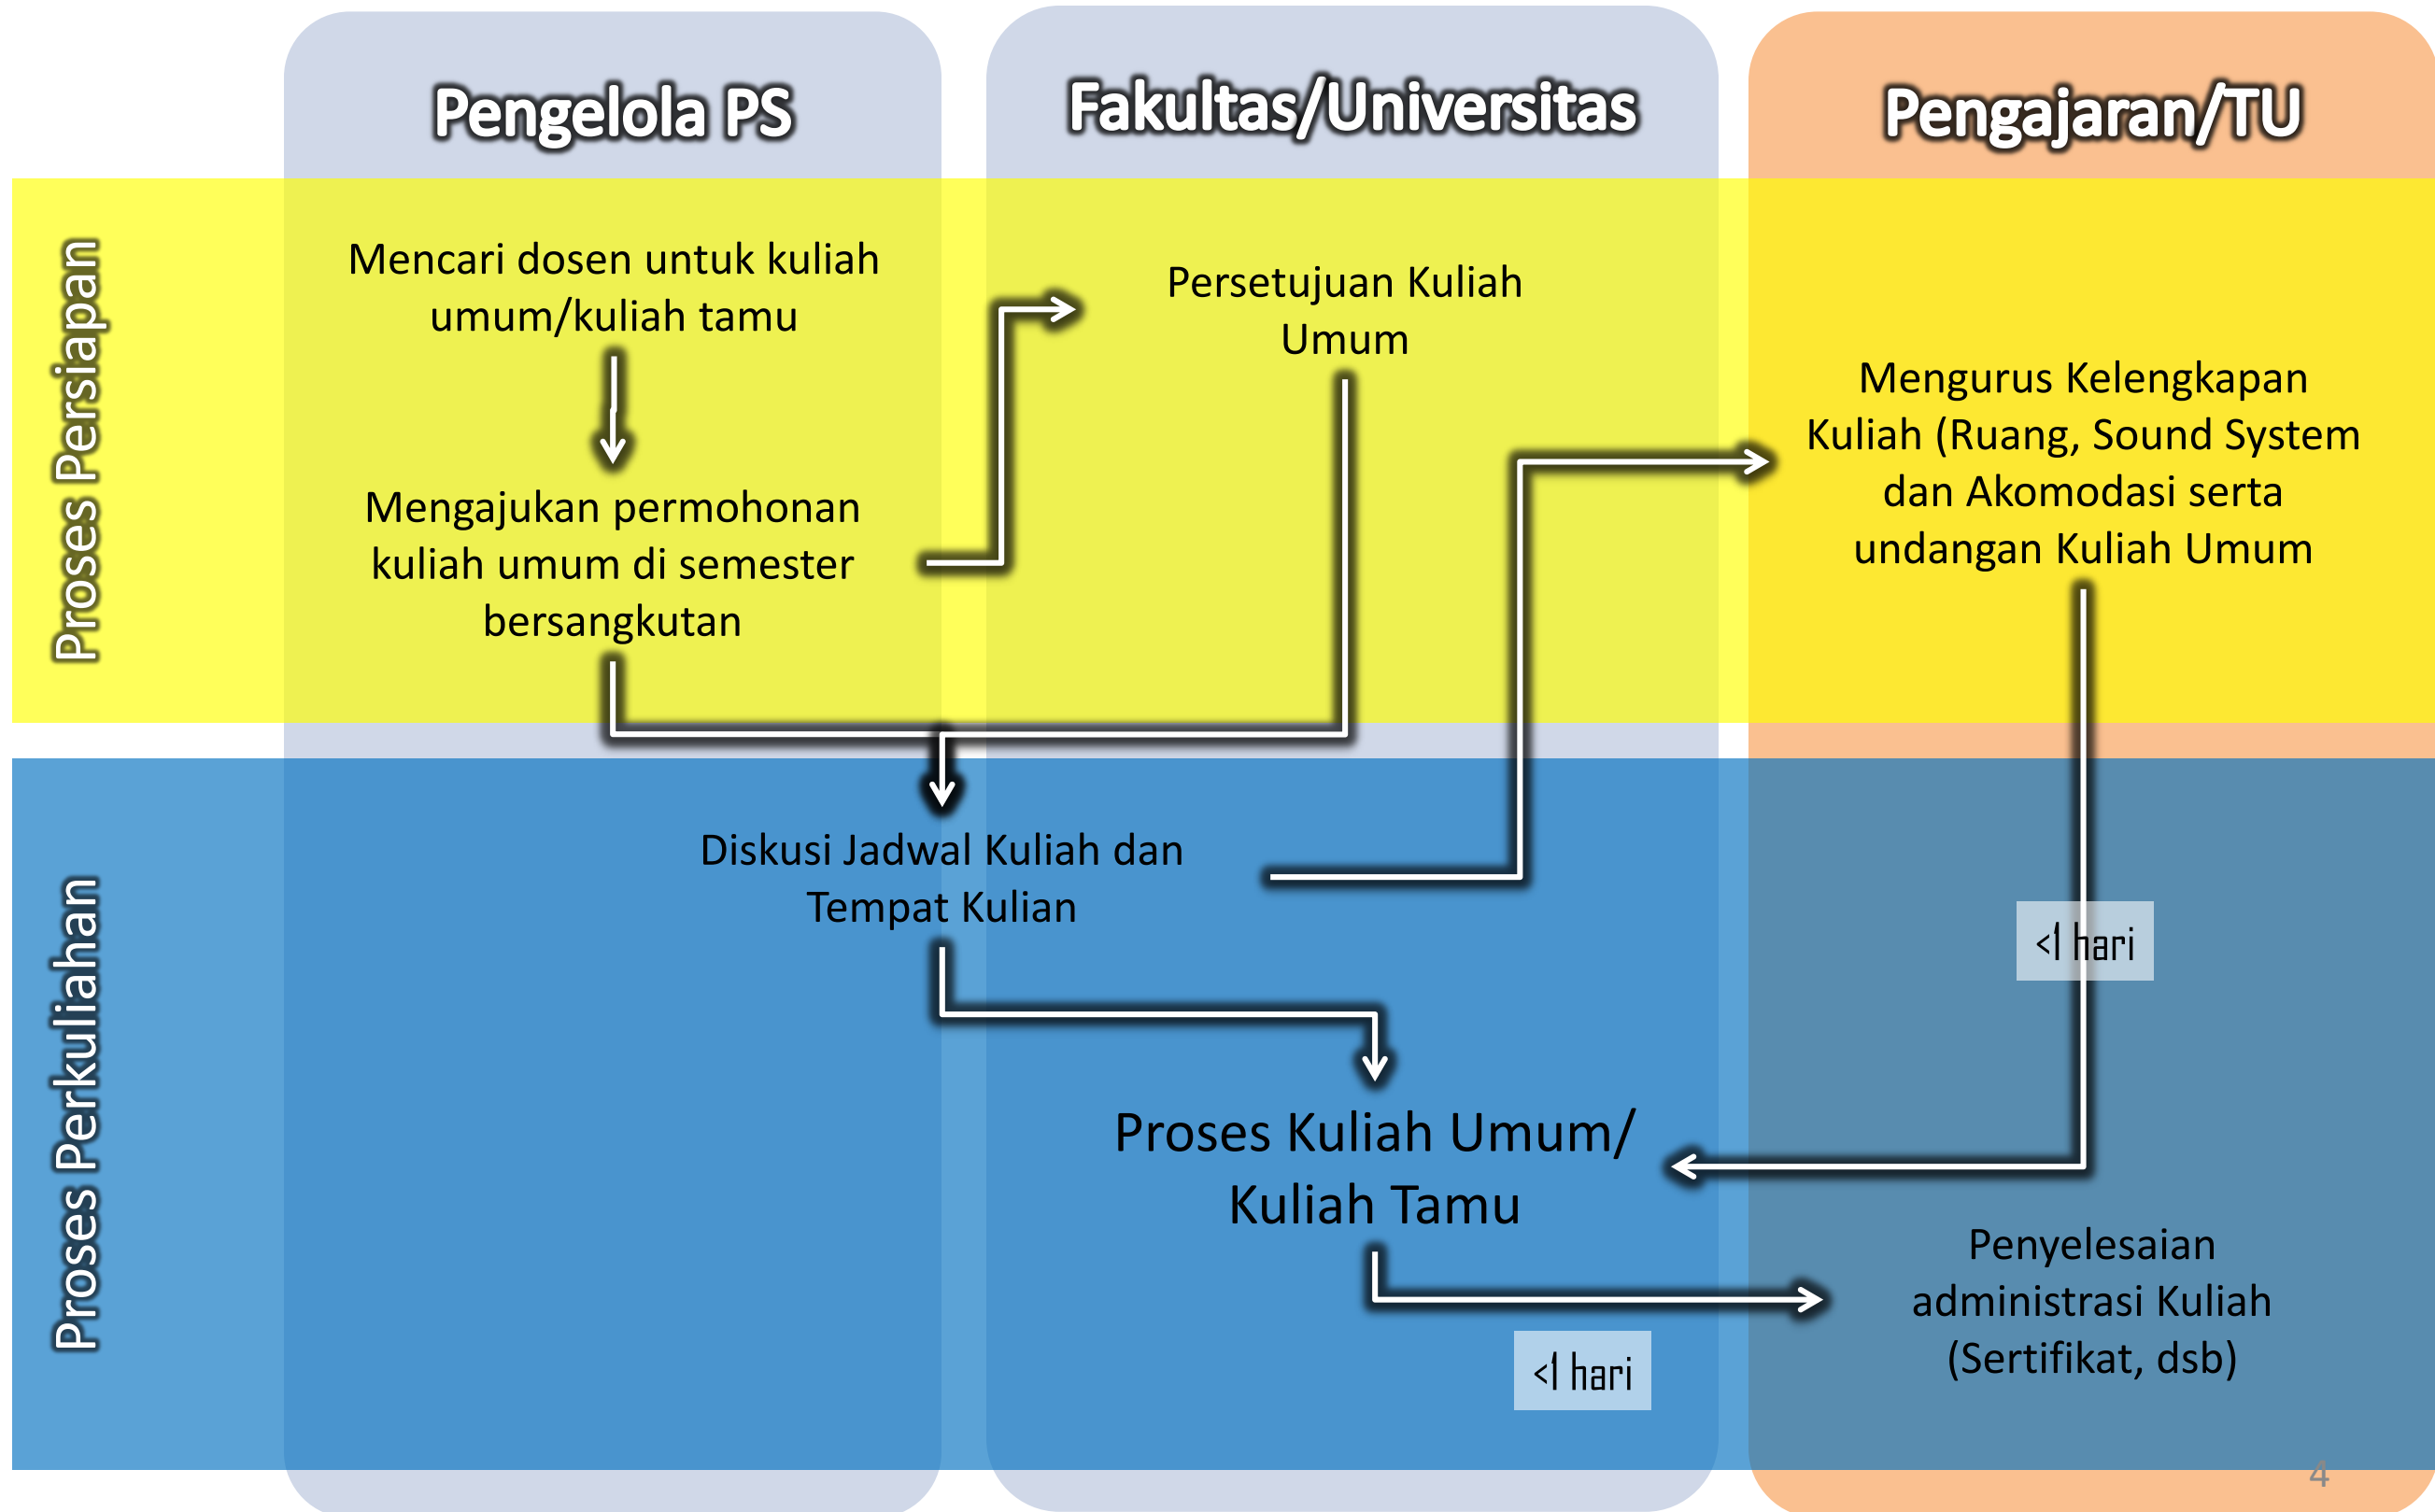 Pengelola PS
Fakultas/Universitas
Pengajaran/TU
Proses Persiapan
Mencari dosen untuk kuliah
umum/kuliah tamu
Mengajukan permohonan
kuliah umum di semester
bersangkutan
Persetujuan Kuliah
Umum
Mengurus Kelengkapan
Kuliah (Ruang, Sound System
dan Akomodasi serta
undangan Kuliah Umum
Proses Perkuliahan
Diskusi Jadwal Kuliah dan
Tempat Kulian
<1 hari
Proses Kuliah Umum/
Kuliah Tamu
<1 hari
Penyelesaian
administrasi Kuliah
(Sertifikat, dsb)
4